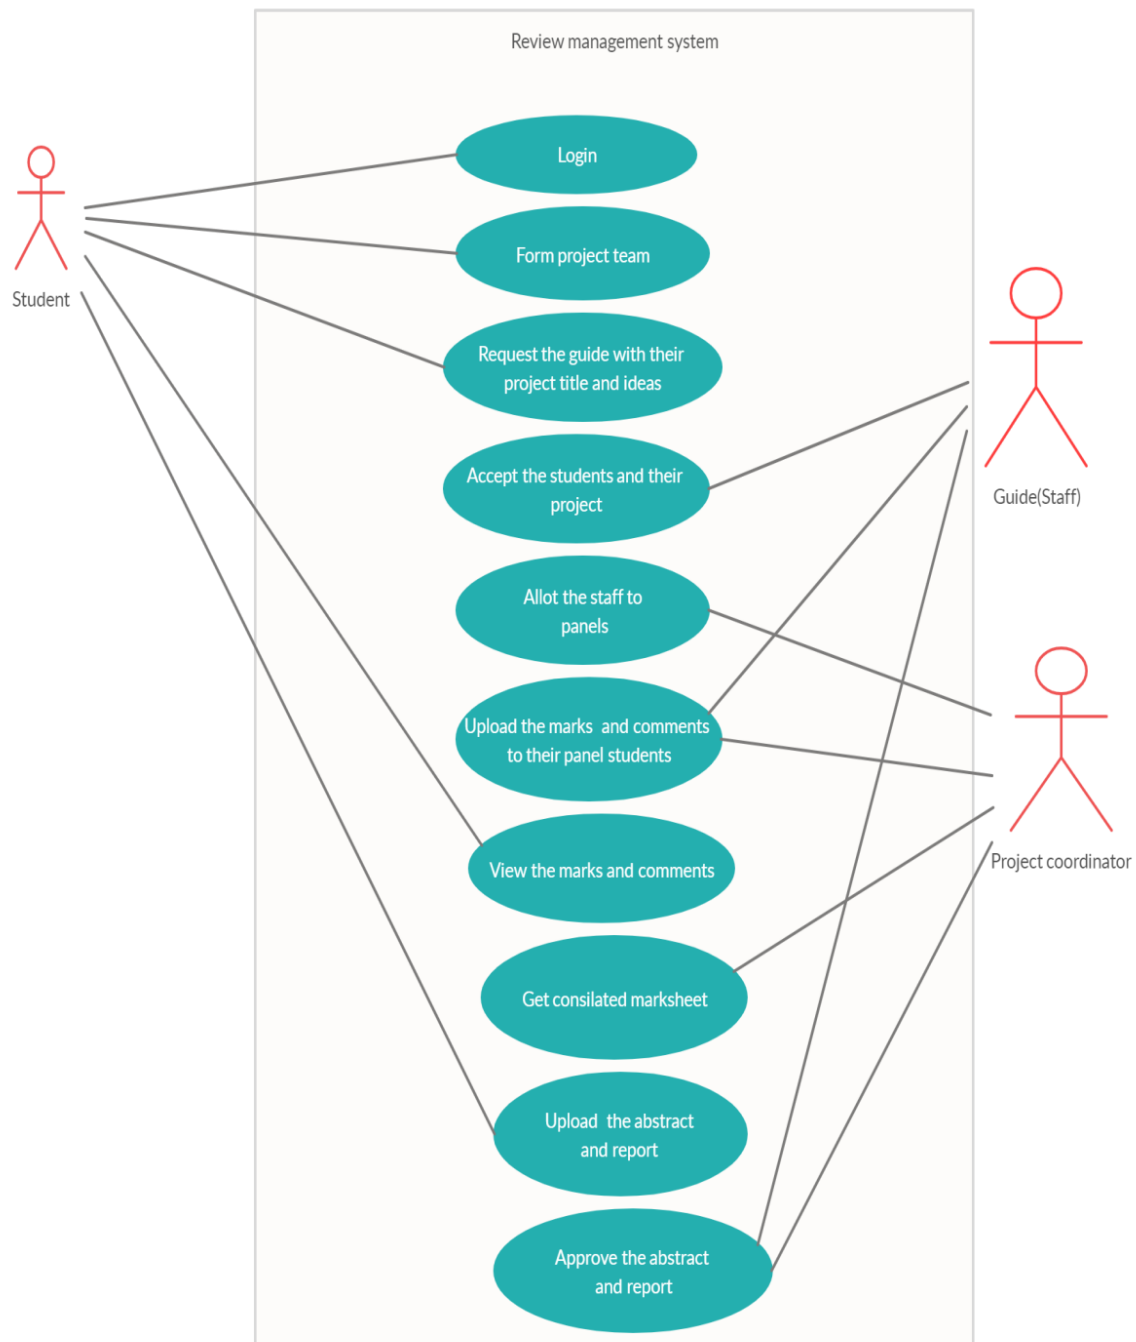 Review management system
Login
Form project team
Student
Request the guide with their
project title and ideas
Accept the students and their
project
Guide(Staff)
Allot the staff to
panels
Upload the marks  and comments
to their panel students
View the marks and comments
Project coordinator
Get consilated marksheet
Upload  the abstract
and report
Approve the abstract
and report